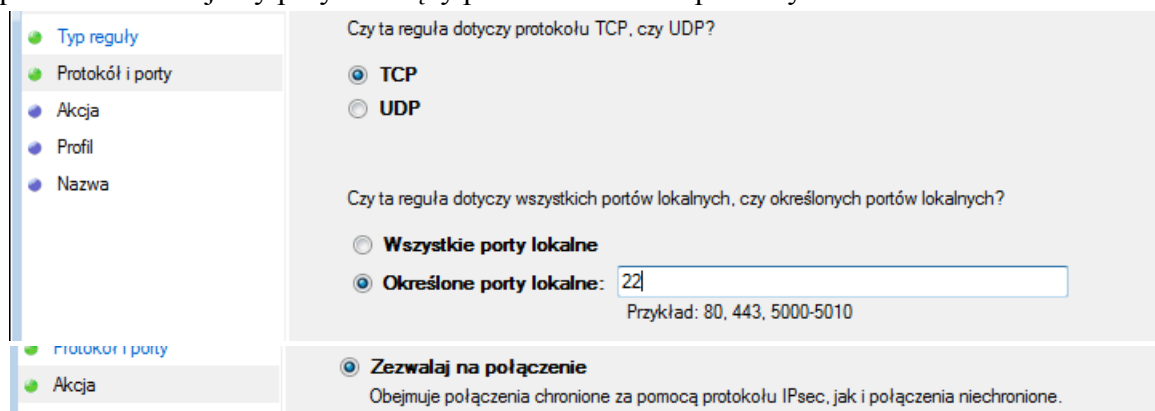 Typ reguły
Protokół i porty
Akcja
Profil
Nazwa
Czy ta reguła dotyczy protokołu TCP, czy UDP?
TCP
UDP
Czy ta reguła dotyczy wszystkich portów lokalnych, czy określonych portów lokalnych?
Wszystkie porty lokalne
Określone porty lokalne: 22
Przykład: 80, 443, 5000-5010
Protokół i porty
Akcja
Zezwalaj na połączenie
Obejmuje połączenia chronione za pomocą protokołu IPsec, jak i połączenia niechronione.